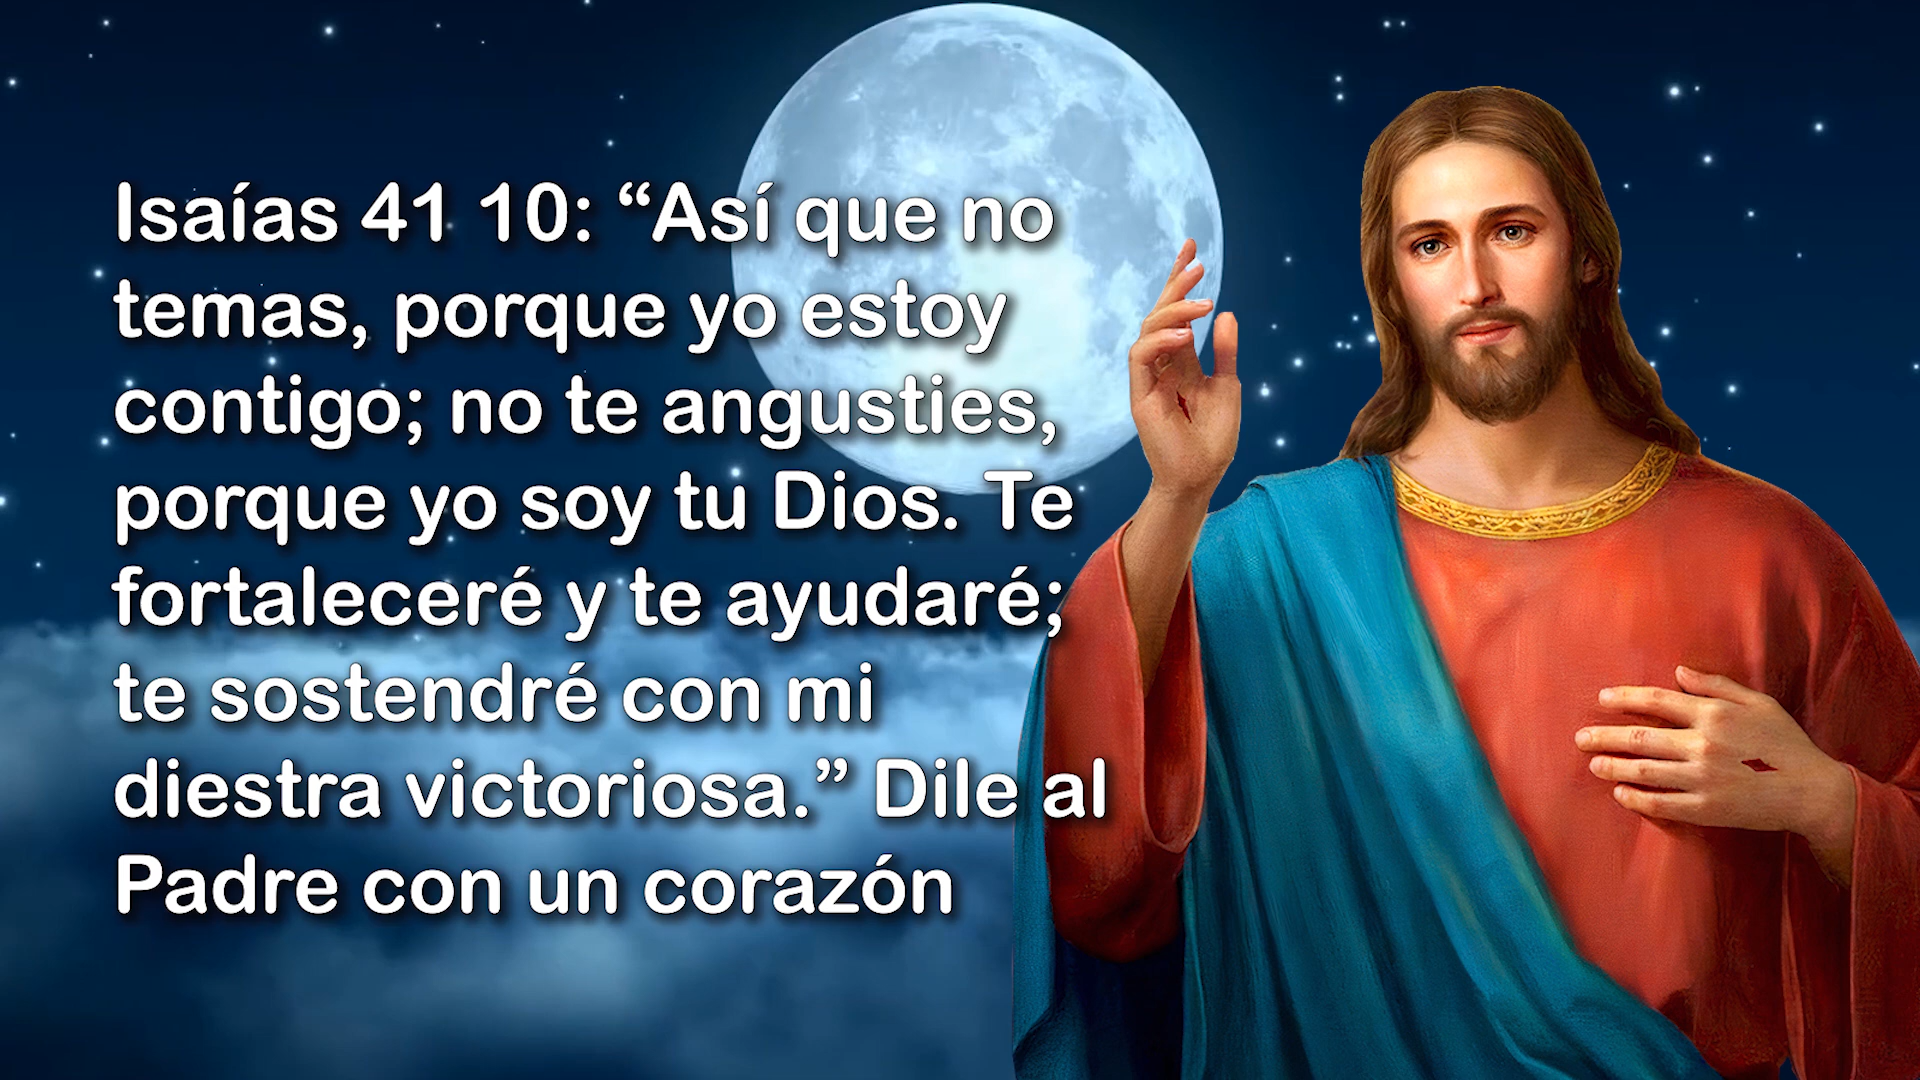 Isaías 41 10: “Así que no
temas, porque yo estoy
contigo; no te angusties,
porque yo soy tu Dios. Te
fortaleceré y te ayudaré;
te sostendré con mi
diestra victoriosa.” Dile al
Padre con un corazón